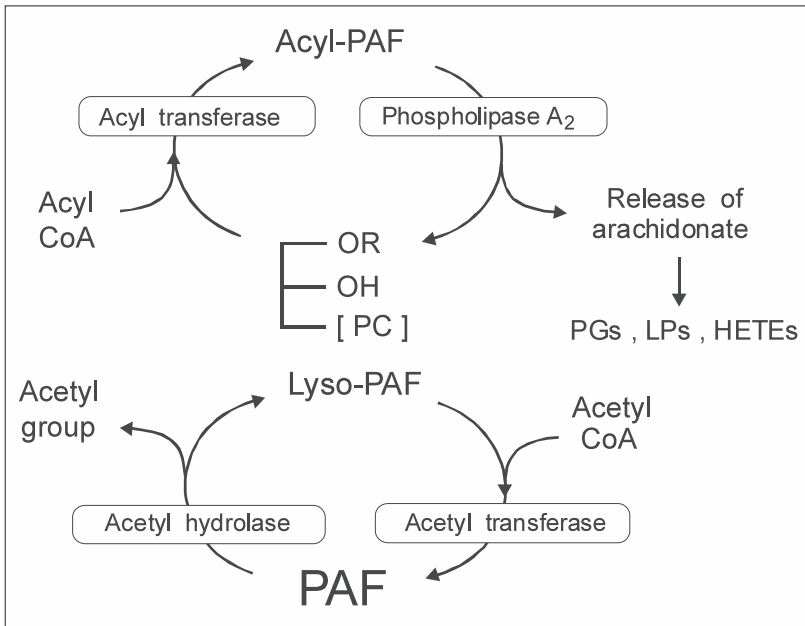 Acyl-PAF
Acyl transferase
Phospholipase A₂
Acyl
CoA
Release of
arachidonate
OR
OH
[ PC ]
PGs , LPs , HETEs
Lyso-PAF
Acetyl
group
Acetyl
CoA
Acetyl hydrolase
Acetyl transferase
PAF